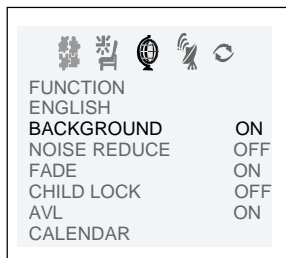 FUNCTION
ENGLISH
BACKGROUND ON
NOISE REDUCE OFF
FADE ON
CHILD LOCK OFF
AVL ON
CALENDAR